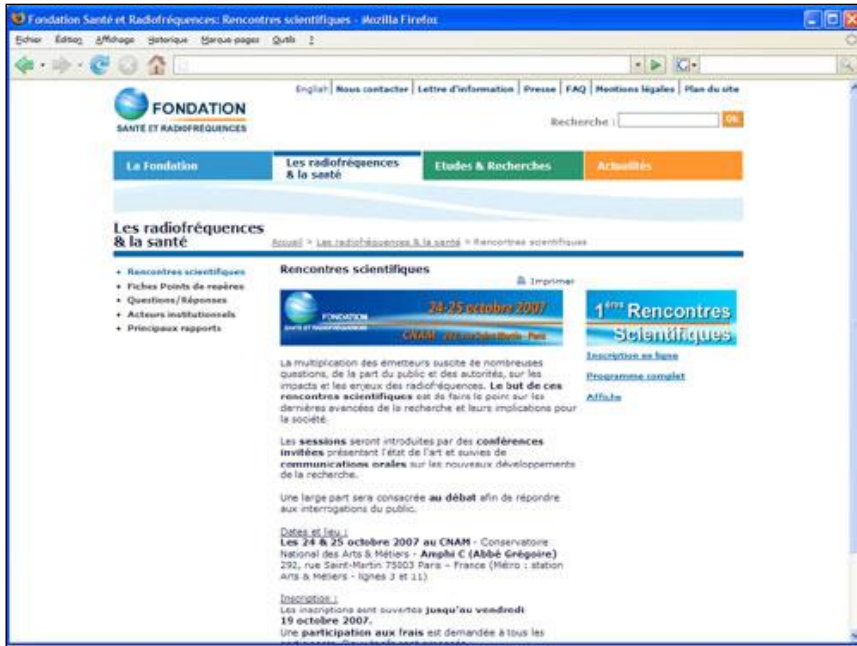 Fondation Santé et Radiofréquences: Rencontres scientifiques - Mozilla Firefox
Fichier Édition Affichage Historique Marque-pages Outils ?
English | Nous contacter | Lettre d'information | Presse | FAQ | Mentions légales | Plan du site
FONDATION
SANTÉ ET RADIOFRÉQUENCES
Recherche : Ok
La Fondation
Les radiofréquences
& la santé
Etudes & Recherches
Actualités
Les radiofréquences
& la santé
Accueil > Les radiofréquences & la santé > Rencontres scientifiques
Rencontres scientifiques
Fiches Points de repères
Questions/Réponses
Acteurs institutionnels
Principaux rapports
Rencontres scientifiques
Imprimer
FONDATION
SANTÉ ET RADIOFRÉQUENCES
24-25 octobre 2007
CNAM - 292, rue Saint-Martin - Paris
1ères Rencontres
Scientifiques
Inscription en ligne
Programme complet
Affiche
La multiplication des émetteurs suscite de nombreuses
questions, de la part du public et des autorités, sur les
impacts et les enjeux des radiofréquences. Le but de ces
rencontres scientifiques est de faire le point sur les
dernières avancées de la recherche et leurs implications pour
la société.
Les sessions seront introduites par des conférences
invitées présentant l'état de l'art et suivies de
communications orales sur les nouveaux développements
de la recherche.
Une large part sera consacrée au débat afin de répondre
aux interrogations du public.
Dates et lieu :
Les 24 & 25 octobre 2007 au CNAM - Conservatoire
National des Arts & Métiers - Amphi C (Abbé Grégoire)
292, rue Saint-Martin 75003 Paris - France (Métro : station
Arts & Métiers - lignes 3 et 11)
Inscription :
Les inscriptions sont ouvertes jusqu'au vendredi
19 octobre 2007.
Une participation aux frais est demandée à tous les